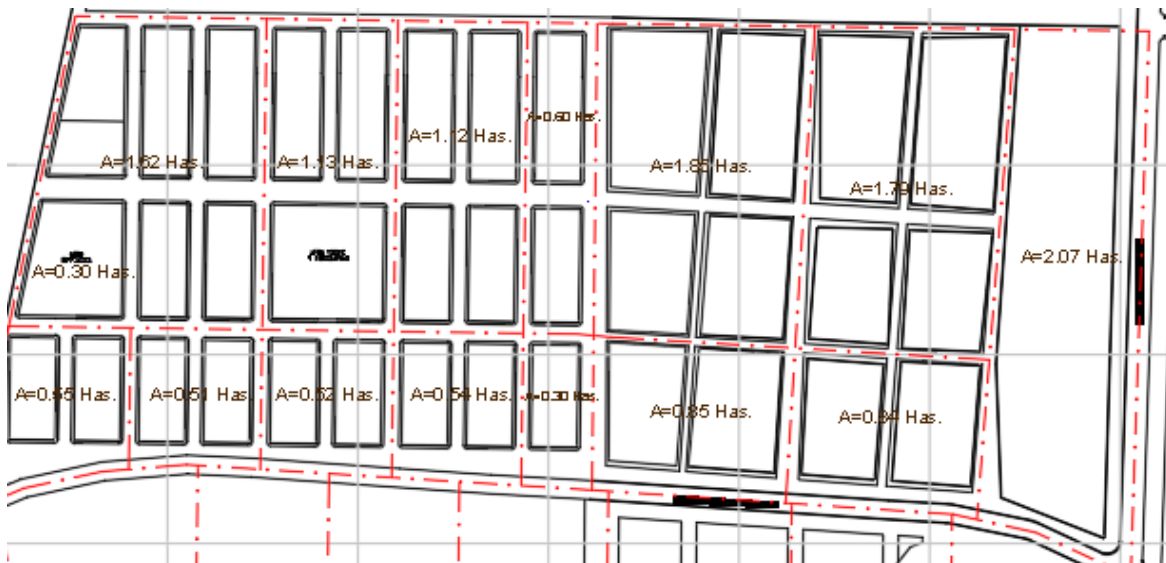 A=0.60 Has.
A=1.12 Has.
A=1.62 Has.
A=1.13 Has.
A=1.85 Has.
A=1.79 Has.
A=2.07 Has.
A=0.30 Has.
A=0.55 Has.
A=0.51 Has.
A=0.52 Has.
A=0.54 Has.
A=0.30 Has.
A=0.85 Has.
A=0.84 Has.